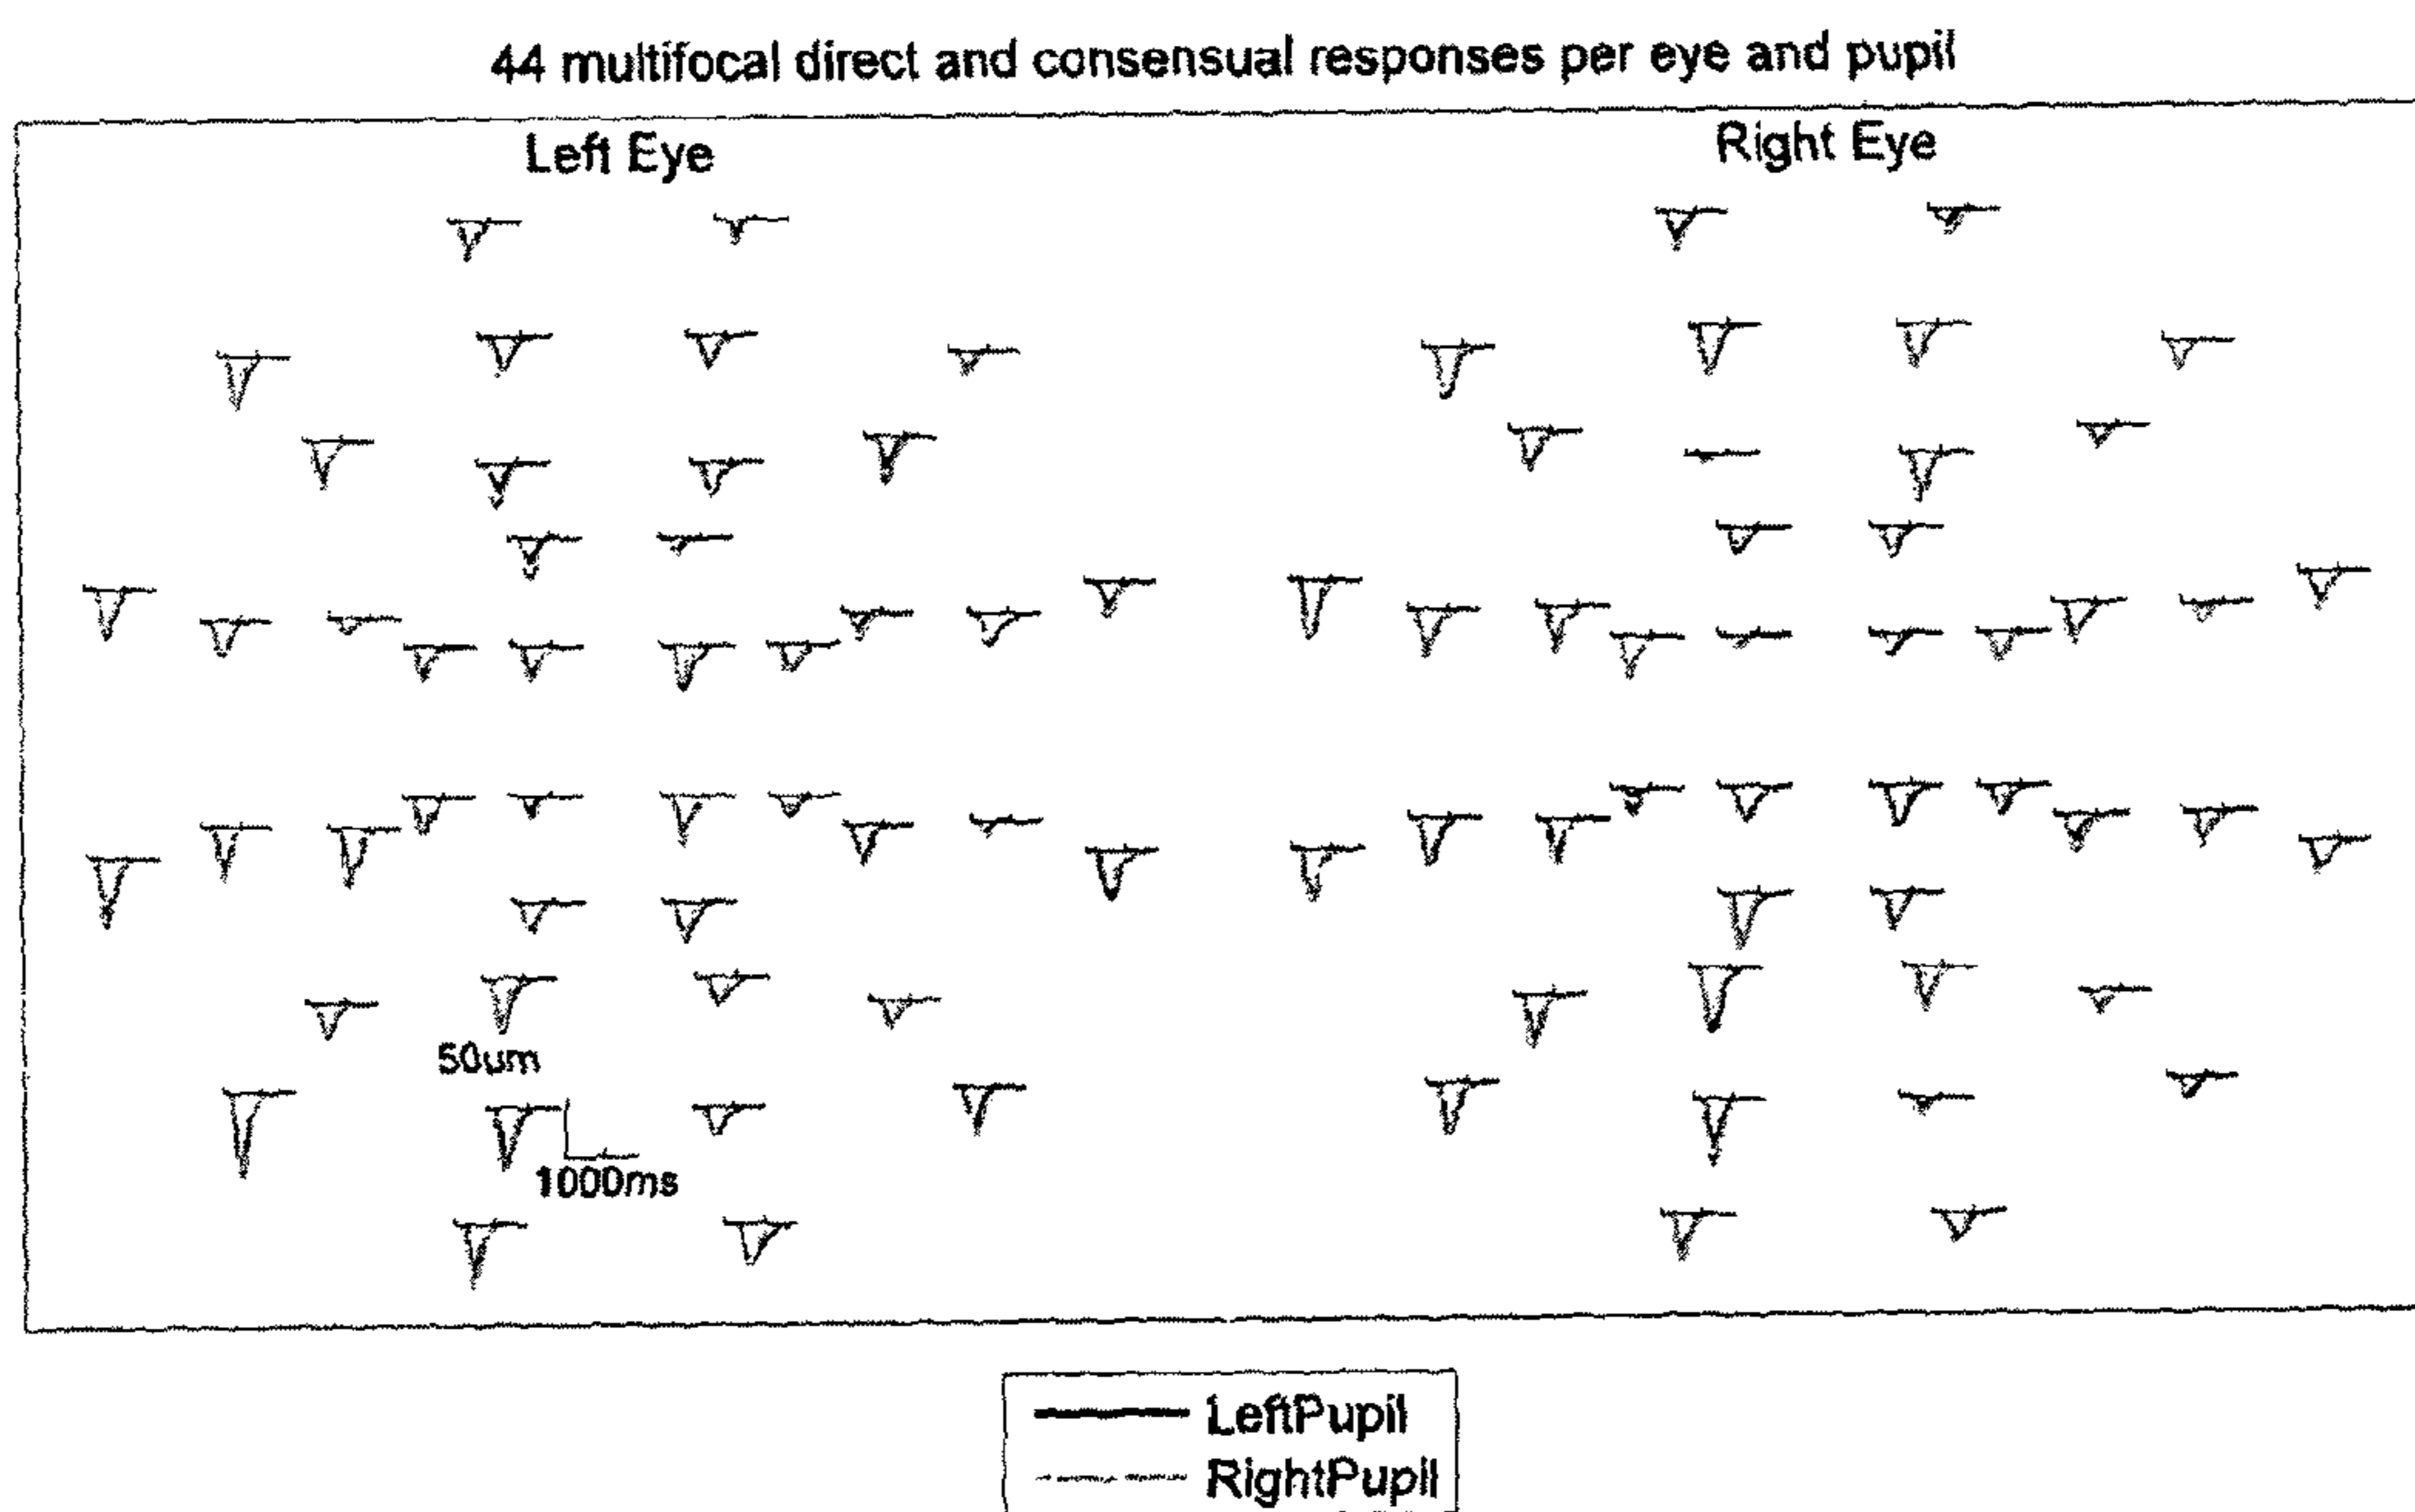 44 multifocal direct and consensual responses per eye and pupil
Left Eye
Right Eye
50um
1000ms
LeftPupil
RightPupil